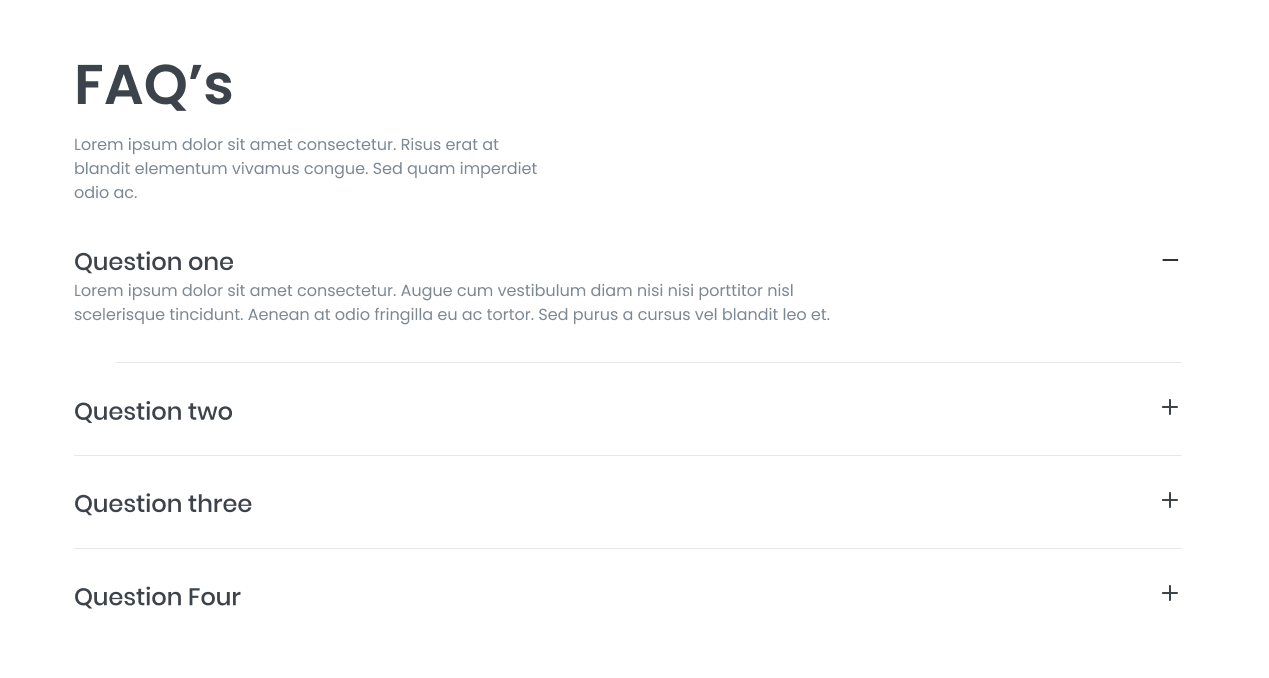 FAQ’s
Lorem ipsum dolor sit amet consectetur. Risus erat at
blandit elementum vivamus congue. Sed quam imperdiet
odio ac.
Question one
Lorem ipsum dolor sit amet consectetur. Augue cum vestibulum diam nisi nisi porttitor nisl
scelerisque tincidunt. Aenean at odio fringilla eu ac tortor. Sed purus a cursus vel blandit leo et.
Question two
Question three
Question Four